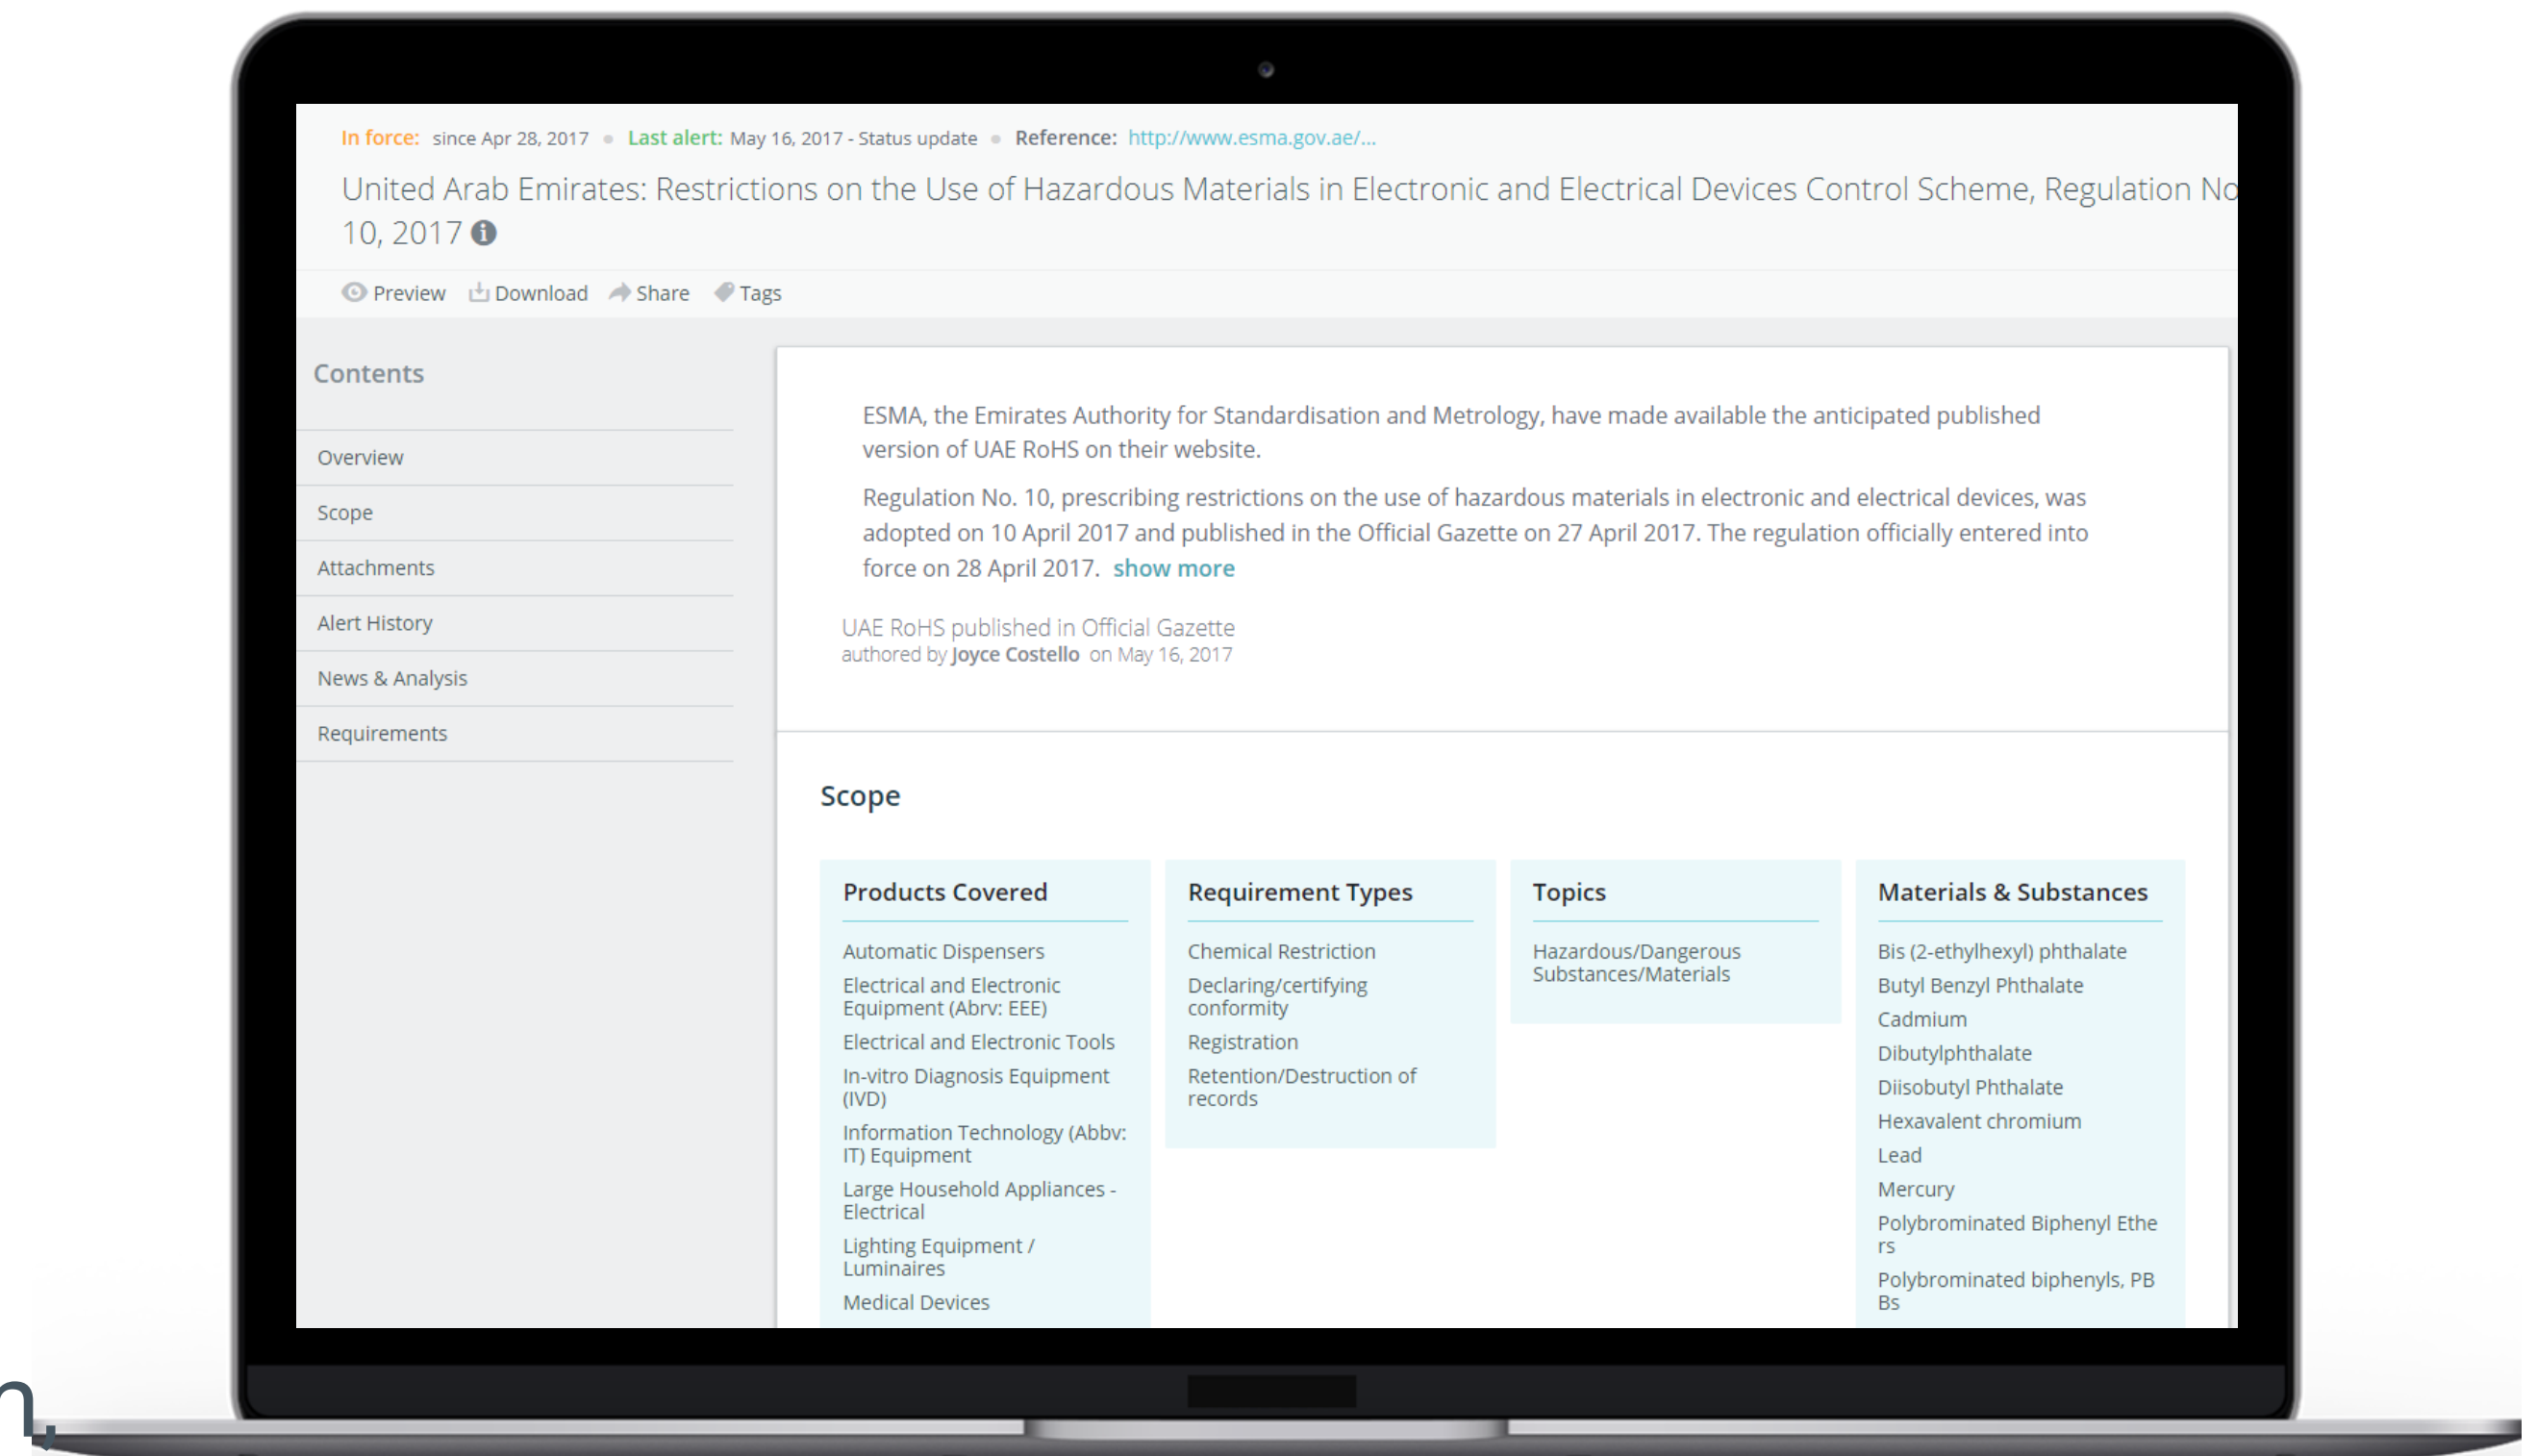 In force: since Apr 28, 2017 • Last alert: May 16, 2017 - Status update • Reference: http://www.esma.gov.ae/...
United Arab Emirates: Restrictions on the Use of Hazardous Materials in Electronic and Electrical Devices Control Scheme, Regulation No
10, 2017
Preview Download Share Tags
Contents
Overview
Scope
Attachments
Alert History
News & Analysis
Requirements
ESMA, the Emirates Authority for Standardisation and Metrology, have made available the anticipated published
version of UAE RoHS on their website.
Regulation No. 10, prescribing restrictions on the use of hazardous materials in electronic and electrical devices, was
adopted on 10 April 2017 and published in the Official Gazette on 27 April 2017. The regulation officially entered into
force on 28 April 2017. show more
UAE RoHS published in Official Gazette
authored by Joyce Costello on May 16, 2017
Scope
Products Covered
Automatic Dispensers
Electrical and Electronic
Equipment (Abrv: EEE)
Electrical and Electronic Tools
In-vitro Diagnosis Equipment
(IVD)
Information Technology (Abbv:
IT) Equipment
Large Household Appliances -
Electrical
Lighting Equipment /
Luminaires
Medical Devices
Requirement Types
Chemical Restriction
Declaring/certifying
conformity
Registration
Retention/Destruction of
records
Topics
Hazardous/Dangerous
Substances/Materials
Materials & Substances
Bis (2-ethylhexyl) phthalate
Butyl Benzyl Phthalate
Cadmium
Dibutylphthalate
Diisobutyl Phthalate
Hexavalent chromium
Lead
Mercury
Polybrominated Biphenyl Ethe
rs
Polybrominated biphenyls, PB
Bs